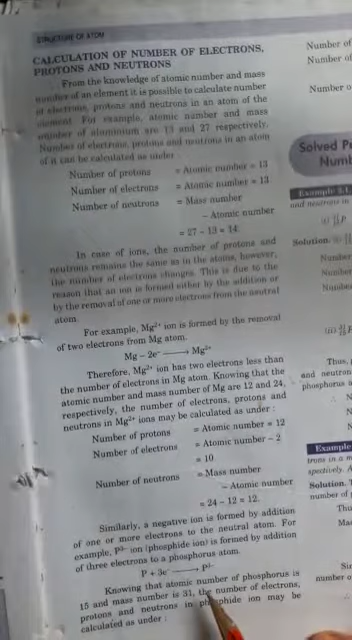 STRUCTURE OF ATOM
CALCULATION OF NUMBER OF ELECTRONS,
PROTONS AND NEUTRONS
From the knowledge of atomic number and mass
number of an element it is possible to calculate number
of electrons, protons and neutrons in an atom of the
element. For example, atomic number and mass
number of aluminium are 13 and 27 respectively.
Number of electrons, protons and neutrons in an atom
of it can be calculated as under :
Number of protons = Atomic number = 13
Number of electrons = Atomic number = 13
Number of neutrons = Mass number
– Atomic number
= 27 – 13 = 14.
In case of ions, the number of protons and
neutrons remains the same as in the atoms, however,
the number of electrons changes. This is due to the
reason that an ion is formed either by the addition or
by the removal of one or more electrons from the neutral
atom.
For example, Mg²⁺ ion is formed by the removal
of two electrons from Mg atom.
Mg – 2e⁻ ⟶ Mg²⁺
Therefore, Mg²⁺ ion has two electrons less than
the number of electrons in Mg atom. Knowing that the
atomic number and mass number of Mg are 12 and 24,
respectively, the number of electrons, protons and
neutrons in Mg²⁺ ions may be calculated as under :
Number of protons = Atomic number = 12
Number of electrons = Atomic number – 2
= 10
Number of neutrons = Mass number
– Atomic number
= 24 – 12 = 12.
Similarly, a negative ion is formed by addition
of one or more electrons to the neutral atom. For
example, P³⁻ ion (phosphide ion) is formed by addition
of three electrons to a phosphorus atom.
P + 3e⁻ ⟶ P³⁻
Knowing that atomic number of phosphorus is
15 and mass number is 31, the number of electrons,
protons and neutrons in phosphide ion may be
calculated as under :
Number of
Number of
Number
Solved
Example 3.1.
and neutrons in
Solution.
Number
Number
Number
Thus,
and neutron
phosphorus
Example
trons in a
spectively.
Solution.
number of
Thu
Mas
number